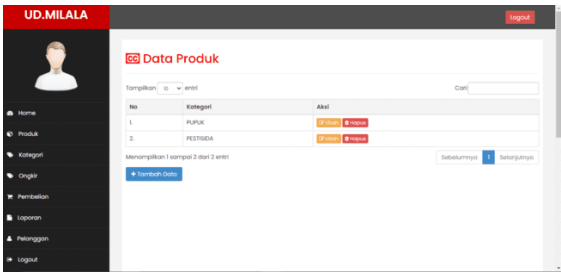 UD.MILALA
Logout
Data Produk
Tampilkan 10 entri
Cari
No Kategori Aksi
1. PUPUK Ubah Hapus
2. PESTISIDA Ubah Hapus
Menampilkan 1 sampai 2 dari 2 entri
Sebelumnya 1 Selanjutnya
Tambah Data
Home
Produk
Kategori
Ongkir
Pembelian
Laporan
Pelanggan
Logout